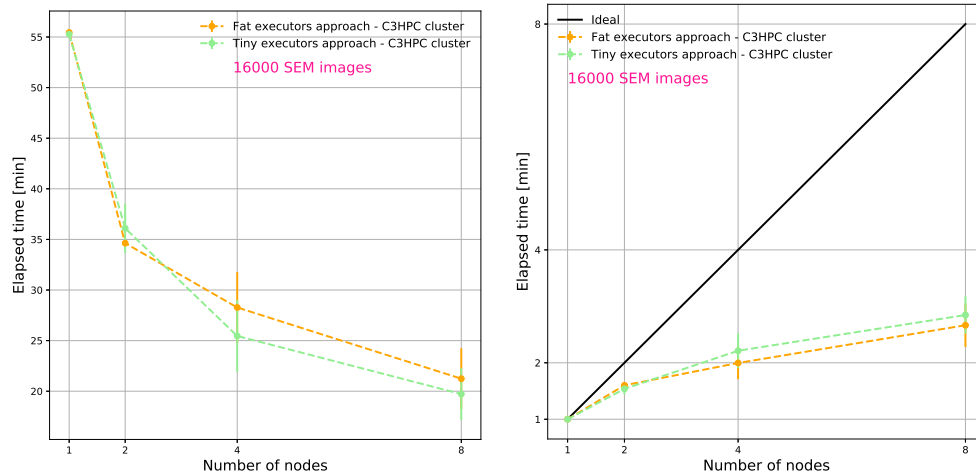 Fat executors approach - C3HPC cluster
Tiny executors approach - C3HPC cluster
16000 SEM images
55
50
45
40
35
30
25
20
Elapsed time [min]
1
2
4
8
Number of nodes
Ideal
Fat executors approach - C3HPC cluster
Tiny executors approach - C3HPC cluster
16000 SEM images
8
4
2
1
Elapsed time [min]
1
2
4
8
Number of nodes